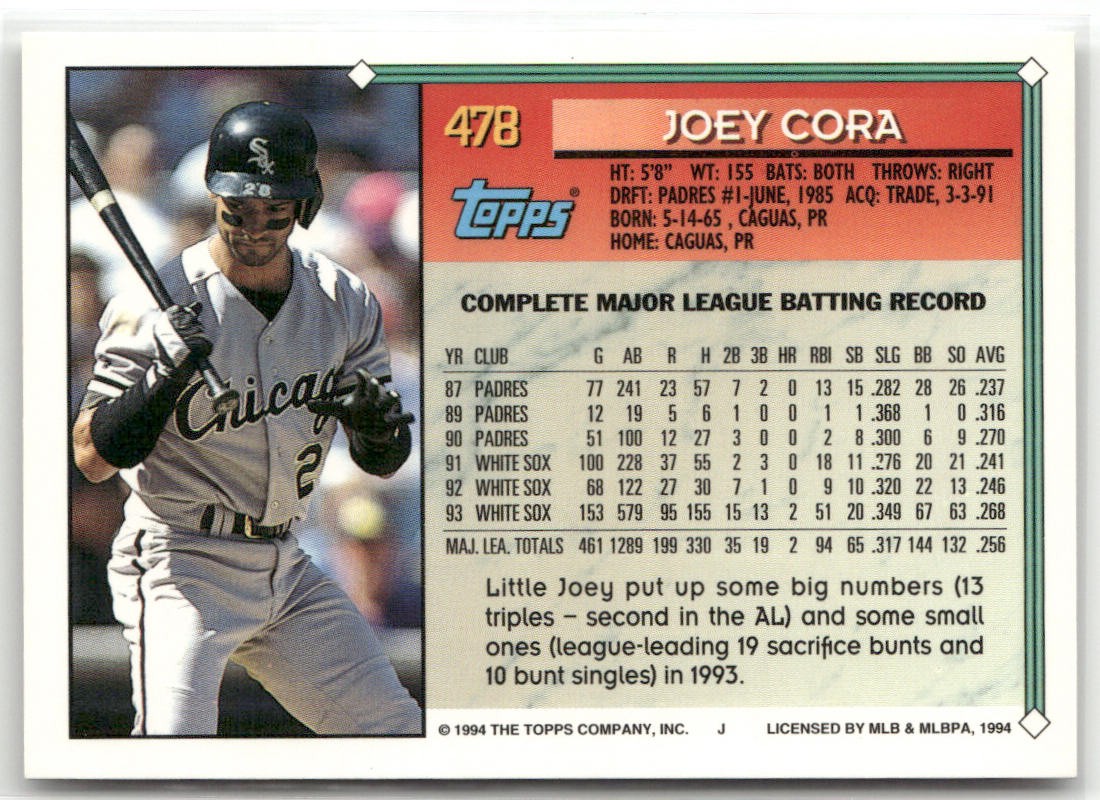 478
JOEY CORA
Topps®
HT: 5'8" WT: 155 BATS: BOTH THROWS: RIGHT
DRFT: PADRES #1-JUNE, 1985 ACQ: TRADE, 3-3-91
BORN: 5-14-65 , CAGUAS, PR
HOME: CAGUAS, PR
Sox
28
Chicag
2
COMPLETE MAJOR LEAGUE BATTING RECORD
YR CLUB G AB R H 2B 3B HR RBI SB SLG BB SO AVG
87 PADRES 77 241 23 57 7 2 0 13 15 .282 28 26 .237
89 PADRES 12 19 5 6 1 0 0 1 1 .368 1 0 .316
90 PADRES 51 100 12 27 3 0 0 2 8 .300 6 9 .270
91 WHITE SOX 100 228 37 55 2 3 0 18 11 .276 20 21 .241
92 WHITE SOX 68 122 27 30 7 1 0 9 10 .320 22 13 .246
93 WHITE SOX 153 579 95 155 15 13 2 51 20 .349 67 63 .268
MAJ. LEA. TOTALS 461 1289 199 330 35 19 2 94 65 .317 144 132 .256
Little Joey put up some big numbers (13
triples – second in the AL) and some small
ones (league-leading 19 sacrifice bunts and
10 bunt singles) in 1993.
© 1994 THE TOPPS COMPANY, INC. J LICENSED BY MLB & MLBPA, 1994